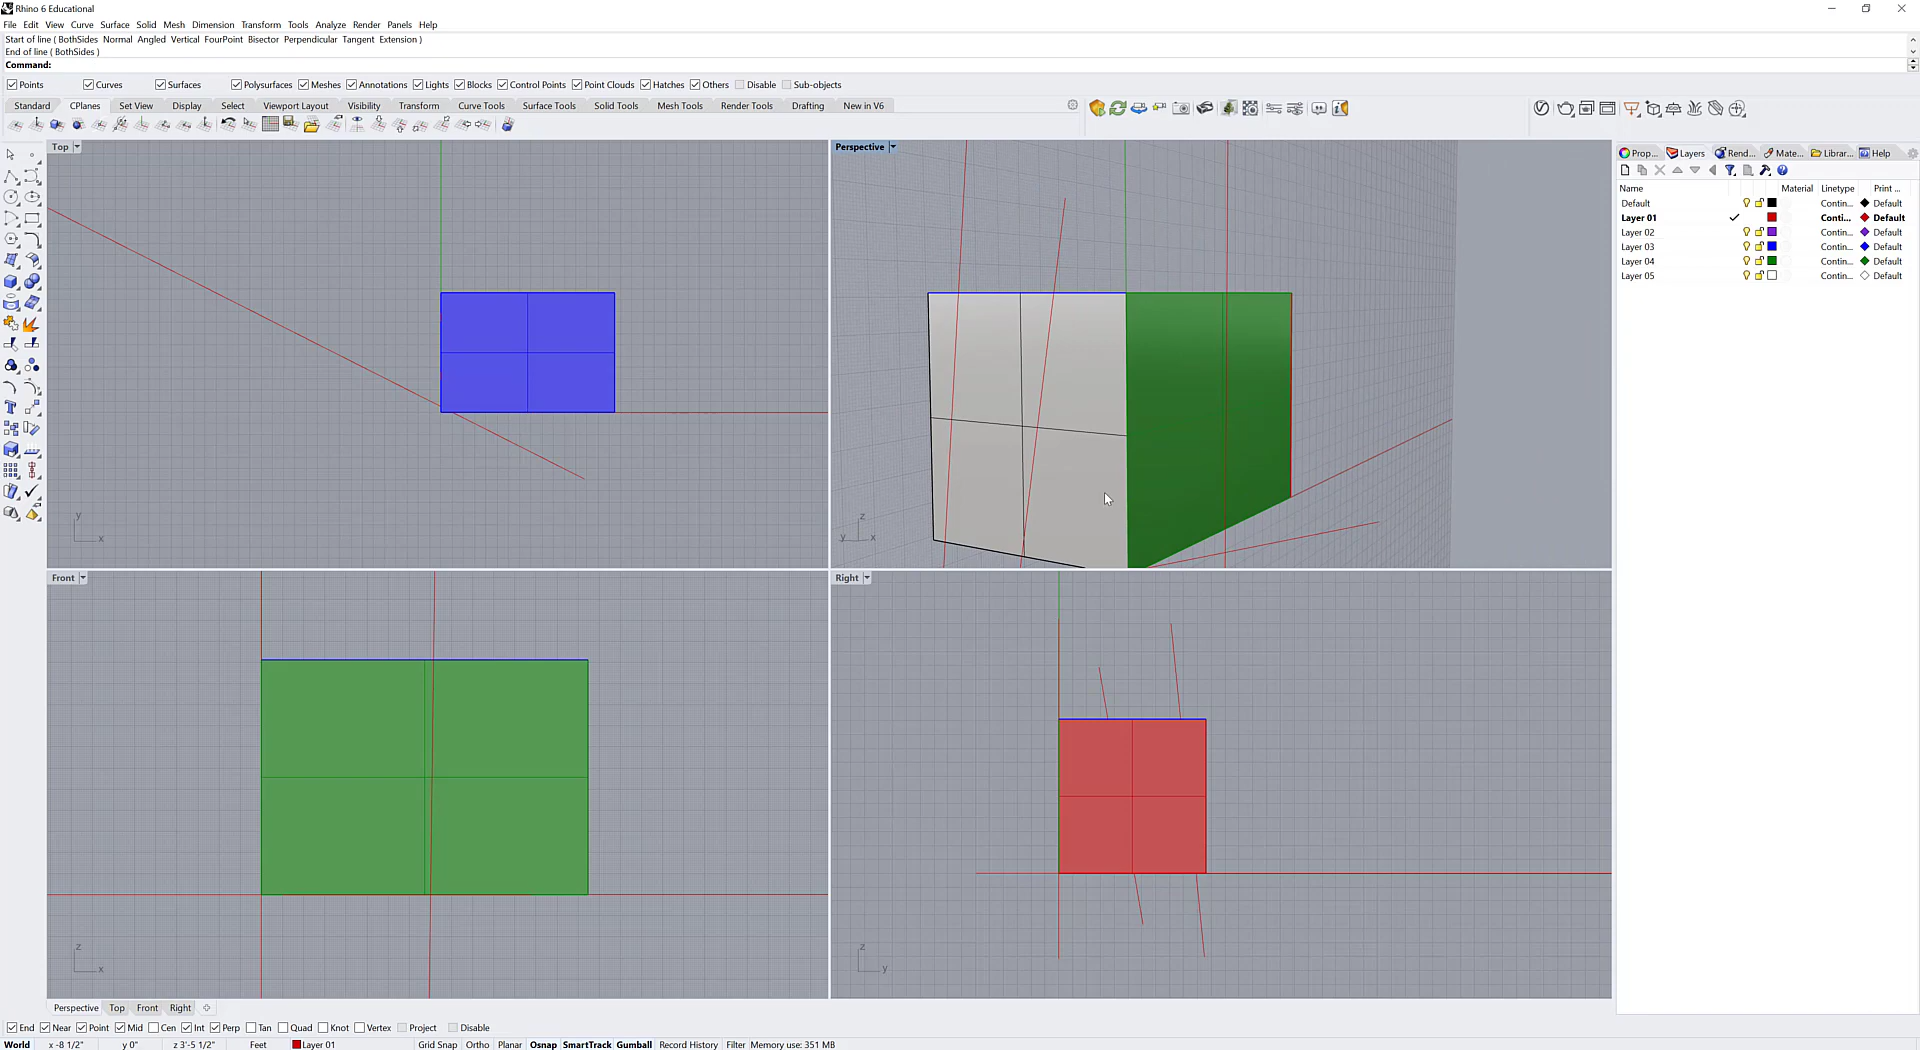 Rhino 6 Educational
File Edit View Curve Surface Solid Mesh Dimension Transform Tools Analyze Render Panels Help
Start of line ( BothSides Normal Angled Vertical FourPoint Bisector Perpendicular Tangent Extension )
End of line ( BothSides )
Command:
Points Curves Surfaces Polysurfaces Meshes Annotations Lights Blocks Control Points Point Clouds Hatches Others Disable Sub-objects
Standard CPlanes Set View Display Select Viewport Layout Visibility Transform Curve Tools Surface Tools Solid Tools Mesh Tools Render Tools Drafting New in V6
Top Perspective
Prop... Layers Rend... Mate... Librar... Help
Name Material Linetype Print ...
Default Contin... Default
Layer 01 Conti... Default
Layer 02 Contin... Default
Layer 03 Contin... Default
Layer 04 Contin... Default
Layer 05 Contin... Default
y x
z y x
Front Right
z x
z y
Perspective Top Front Right
End Near Point Mid Cen Int Perp Tan Quad Knot Vertex Project Disable
World x -8 1/2" y 0" z 3'-5 1/2" Feet Layer 01 Grid Snap Ortho Planar Osnap SmartTrack Gumball Record History Filter Memory use: 351 MB